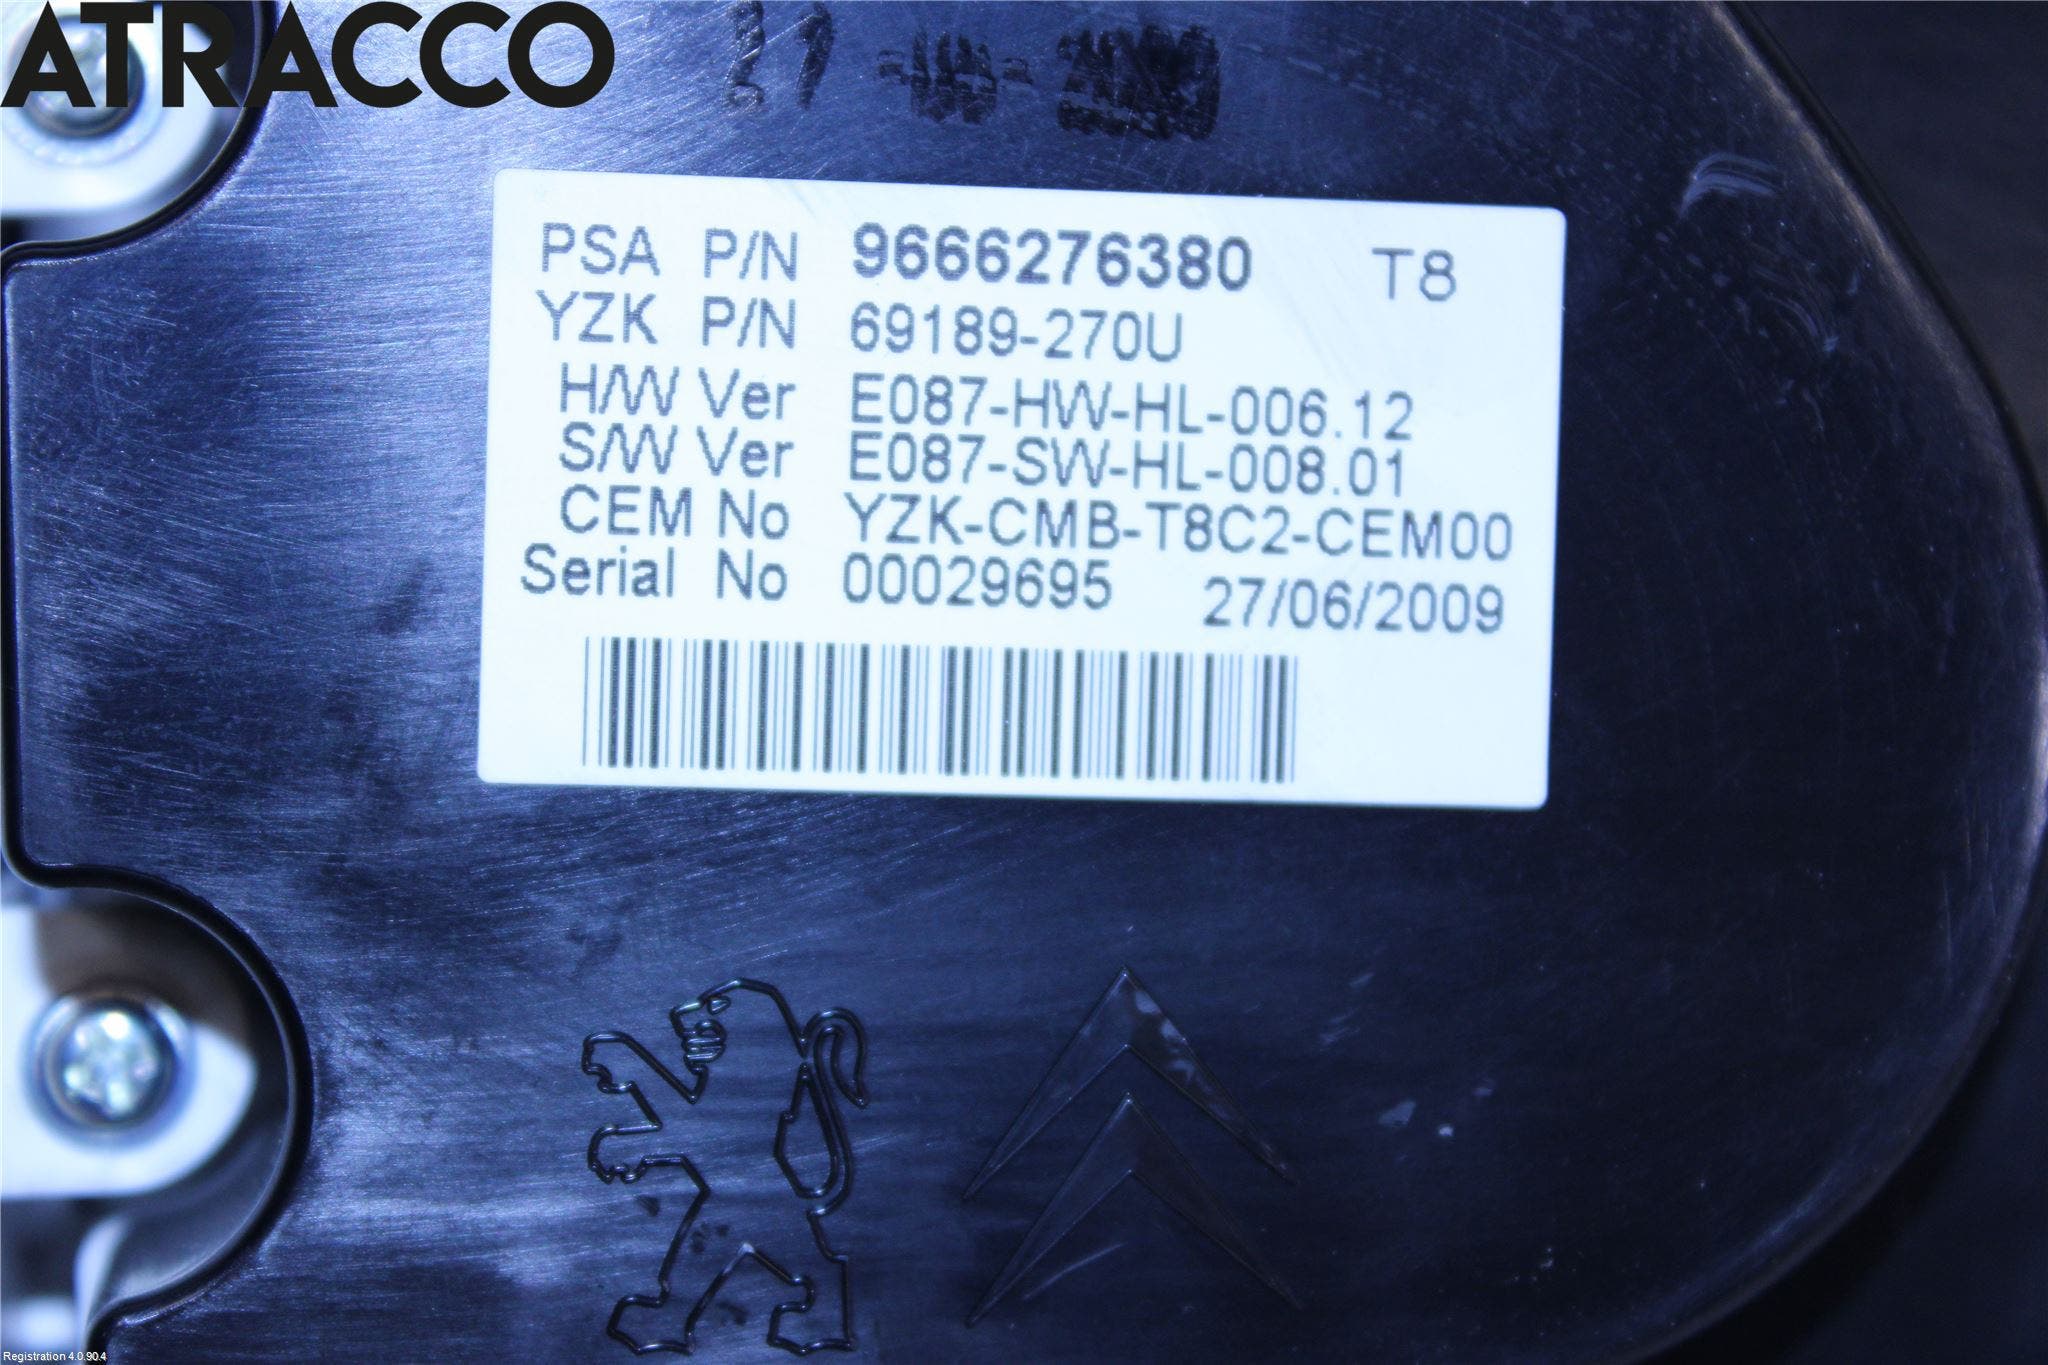 ATRACCO
PSA P/N 9666276380 T8
YZK P/N 69189-270U
H/W Ver E087-HW-HL-006.12
S/W Ver E087-SW-HL-008.01
CEM No YZK-CMB-T8C2-CEM00
Serial No 00029695 27/06/2009
Registration 4.0.90.4